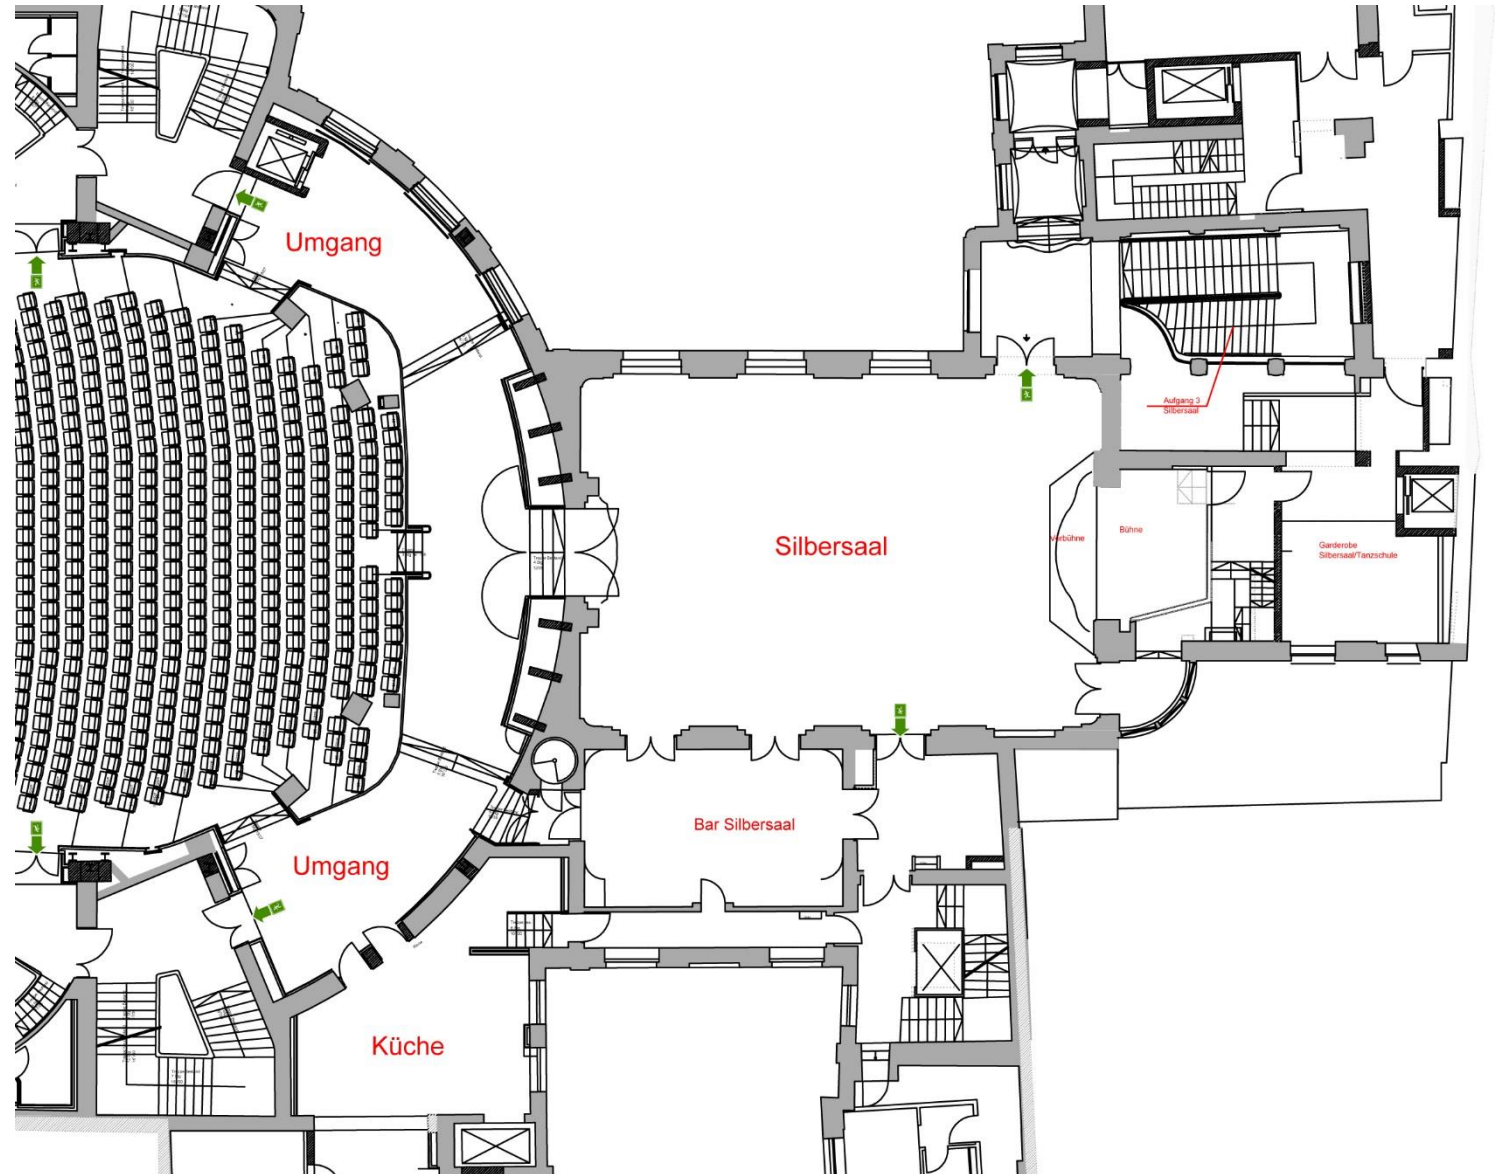 Umgang
Aufgang 3
Silbersaal
Silbersaal
Vorbühne
Bühne
Garderobe
Silbersaal/Tanzschule
Bar Silbersaal
Umgang
Küche